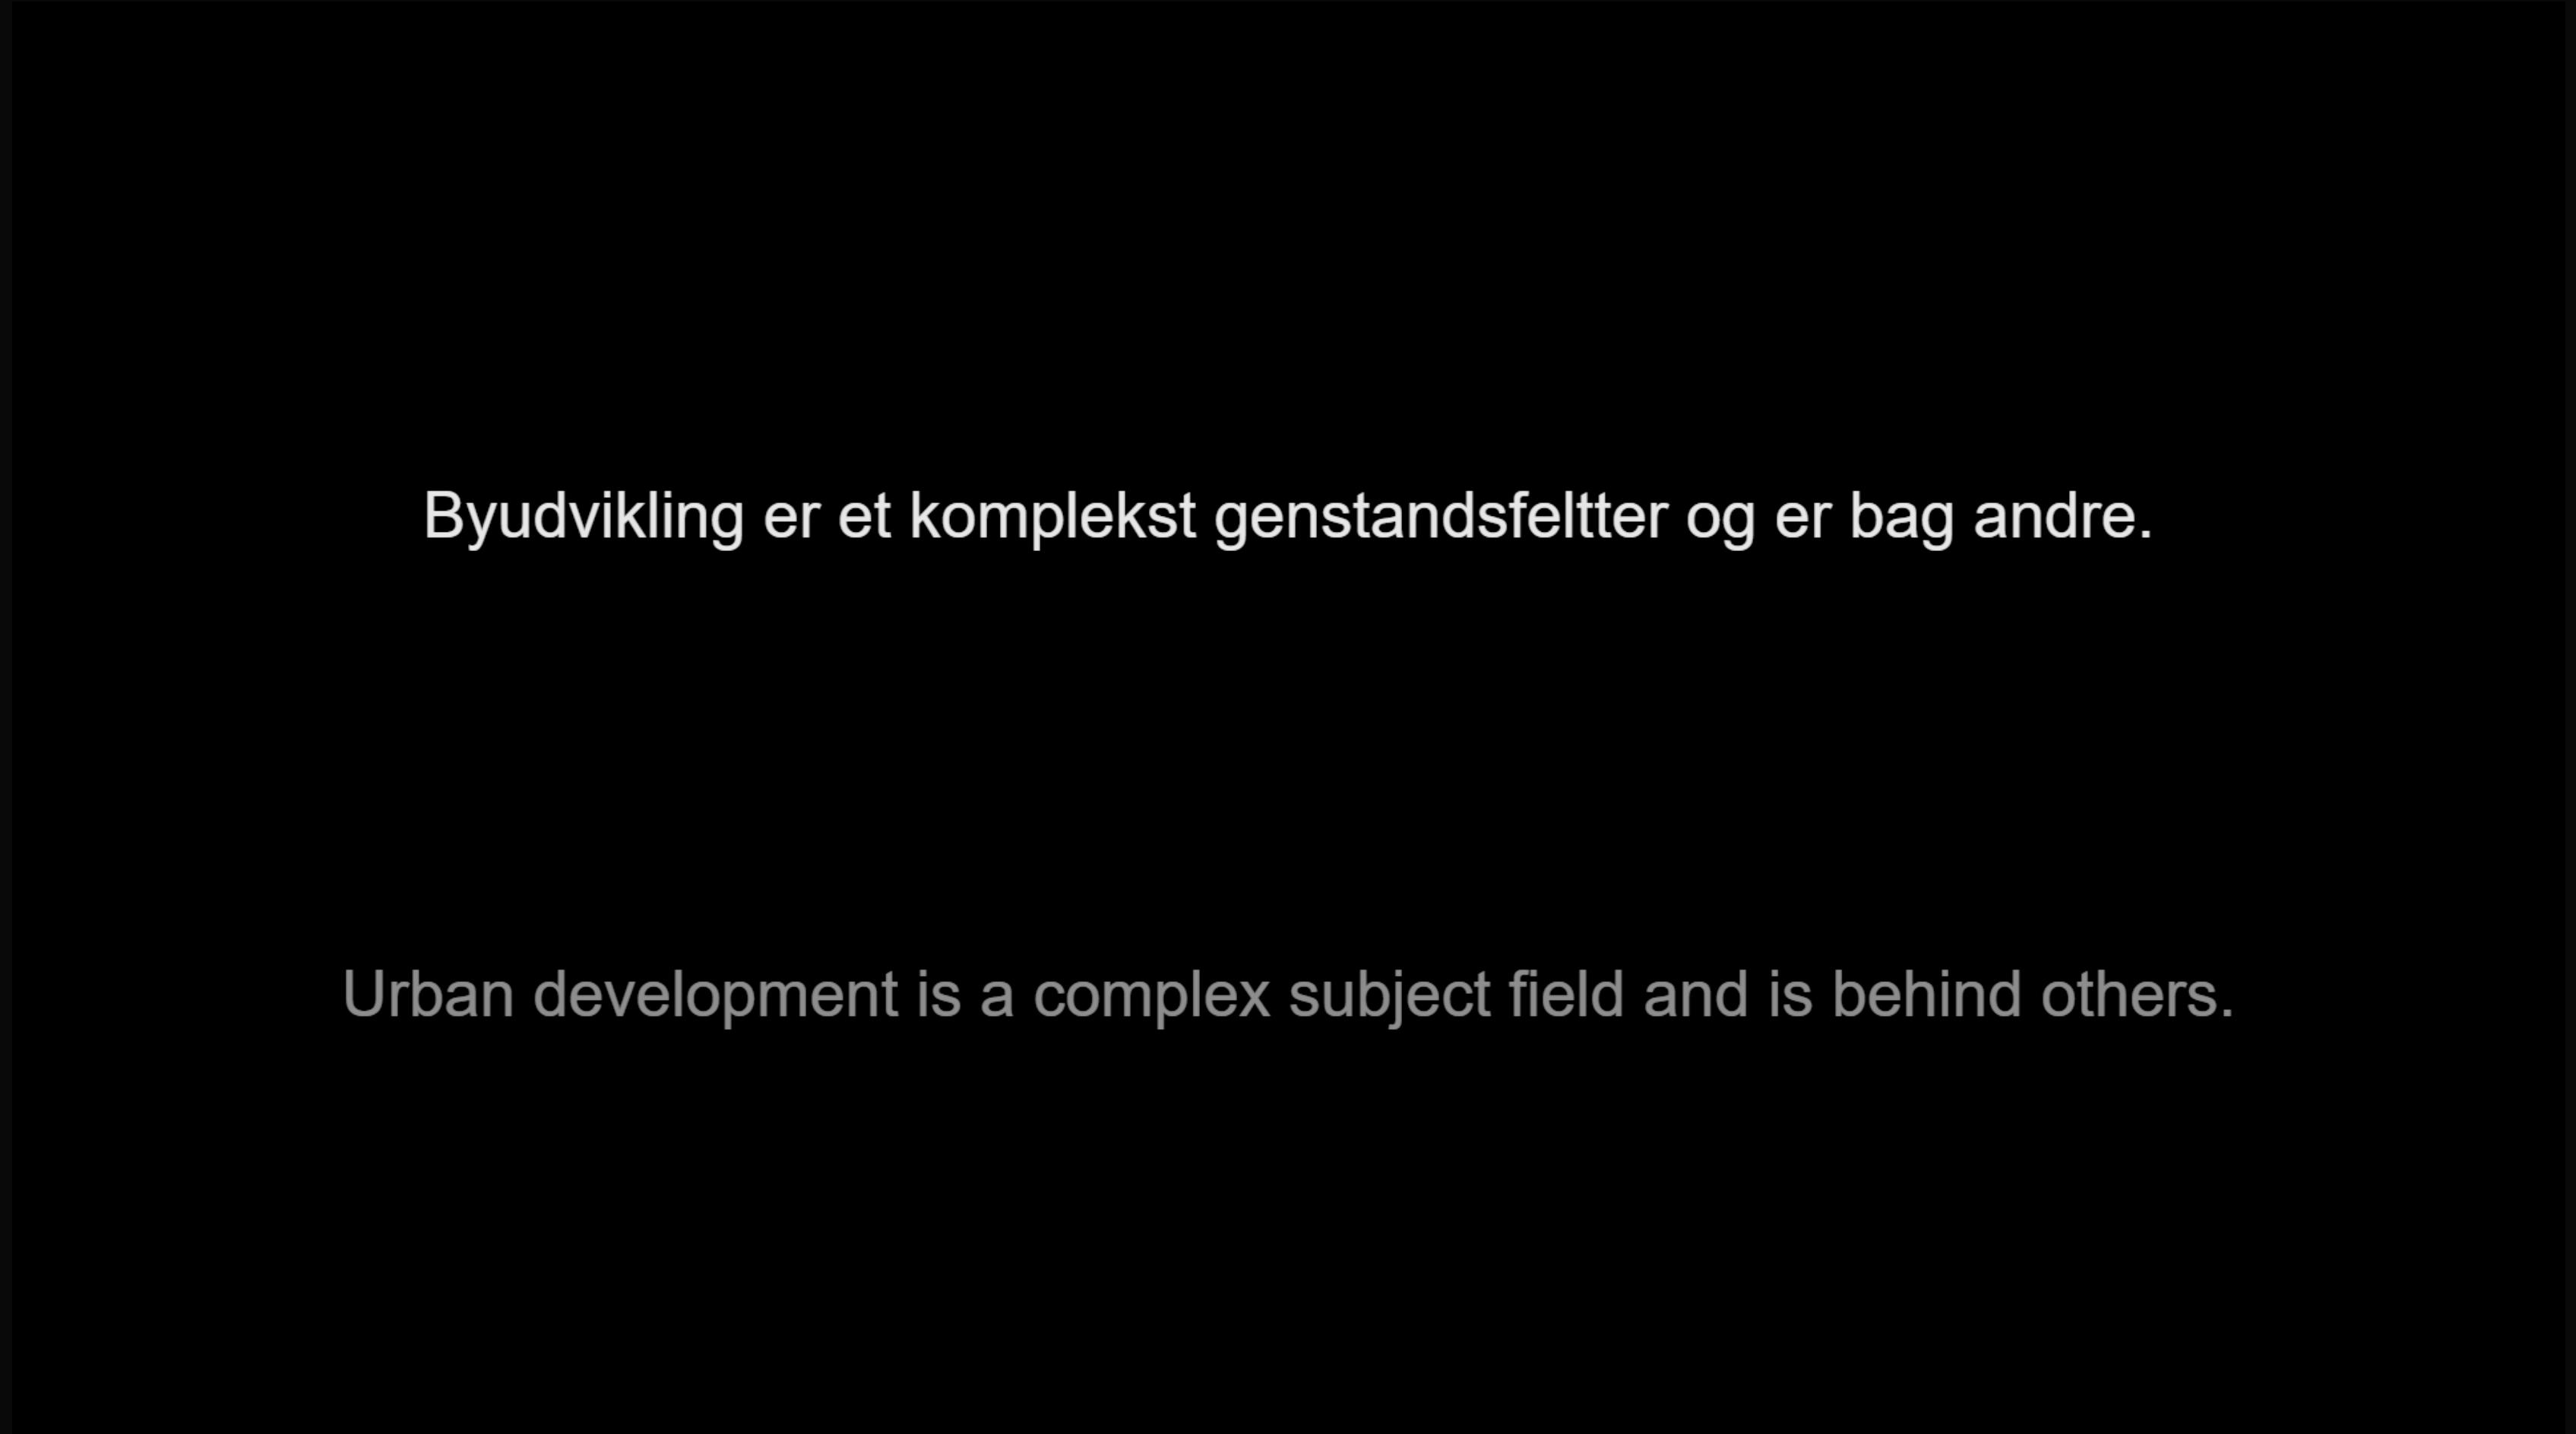 Byudvikling er et komplekst genstandsfeltter og er bag andre.
Urban development is a complex subject field and is behind others.